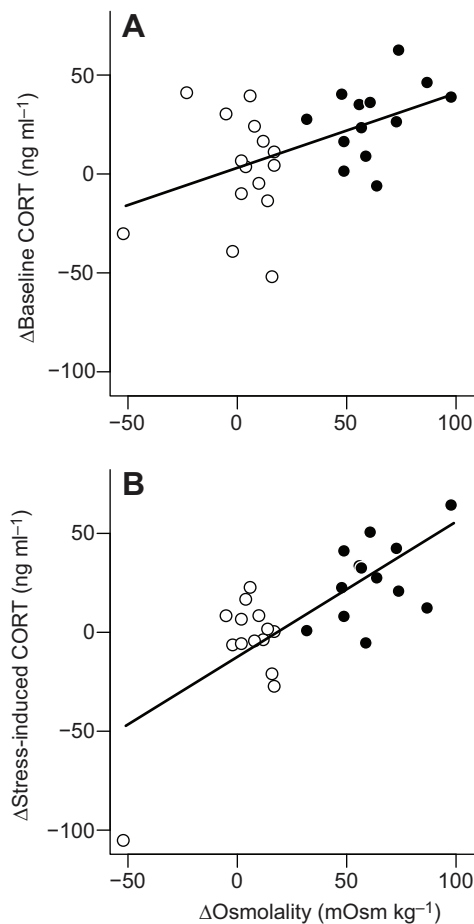 A
50
0
−50
−100
ΔBaseline CORT (ng ml⁻¹)
−50 0 50 100
B
50
0
−50
−100
ΔStress-induced CORT (ng ml⁻¹)
−50 0 50 100
ΔOsmolality (mOsm kg⁻¹)